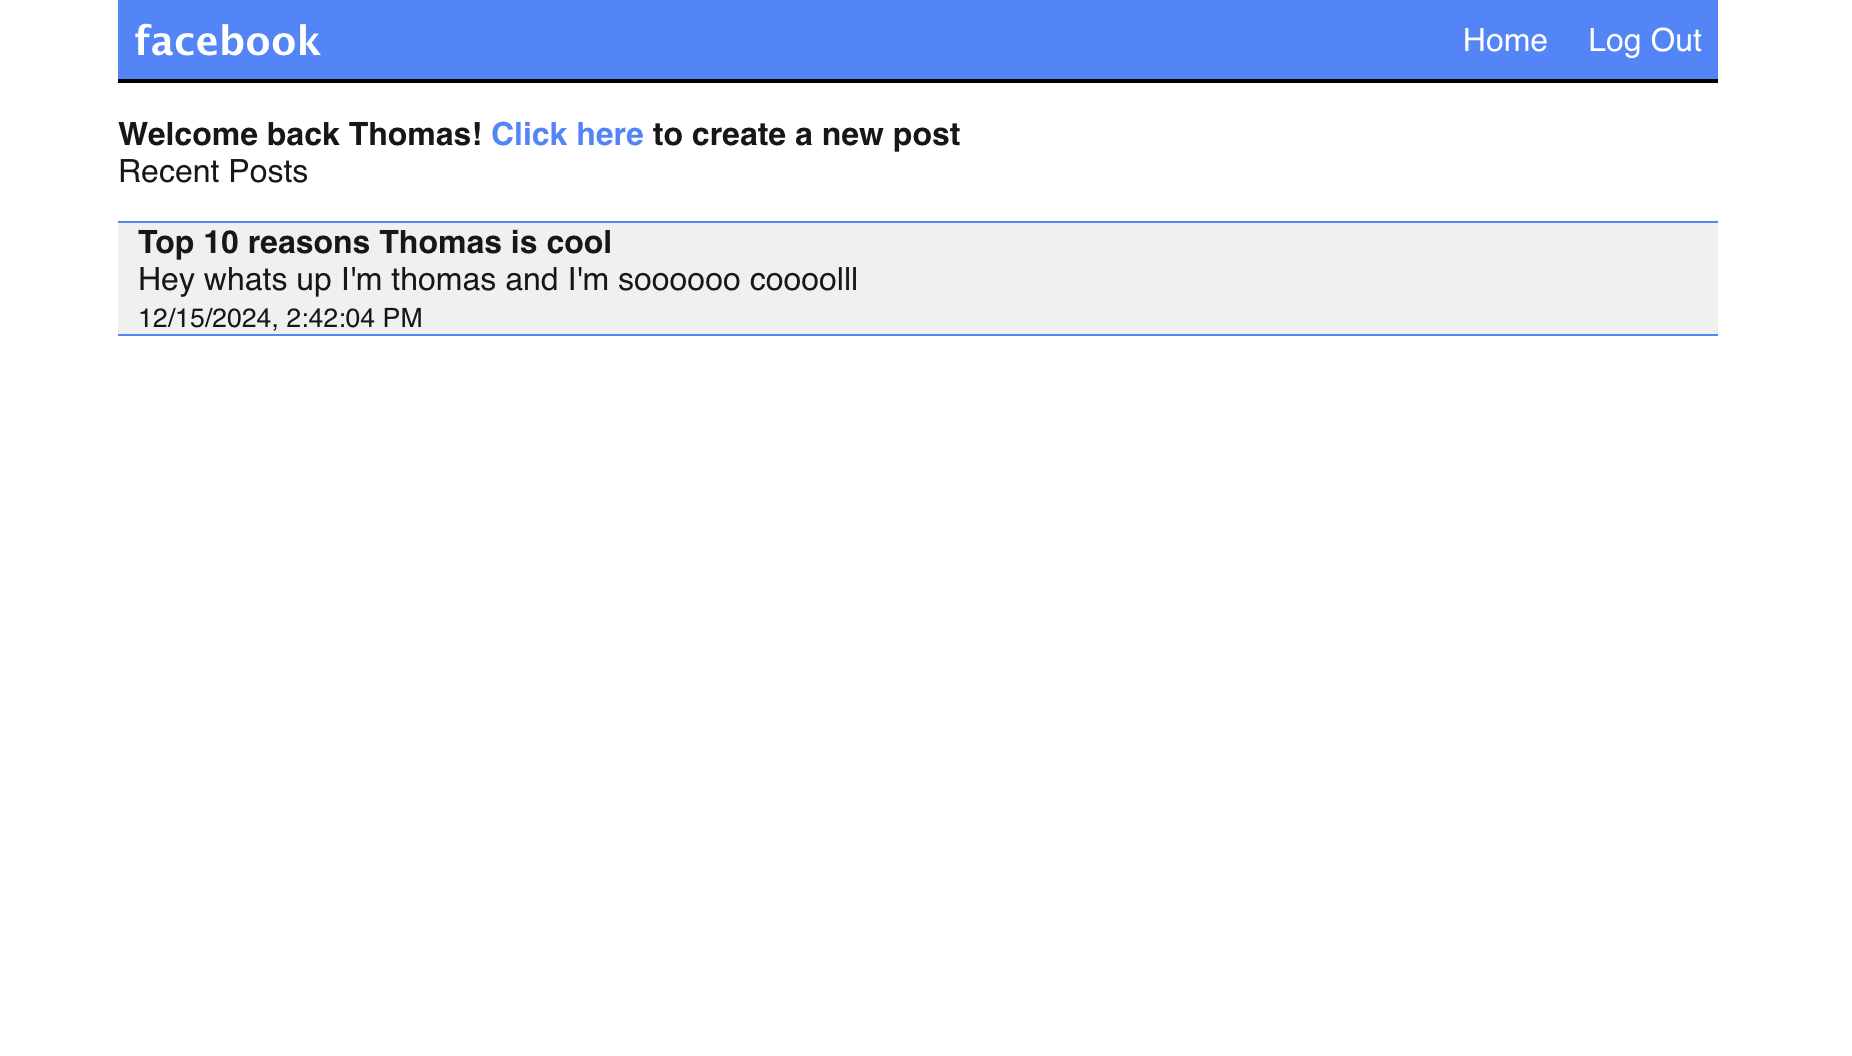 facebook Home Log Out
Welcome back Thomas! Click here to create a new post
Recent Posts
Top 10 reasons Thomas is cool
Hey whats up I'm thomas and I'm soooooo coooolll
12/15/2024, 2:42:04 PM